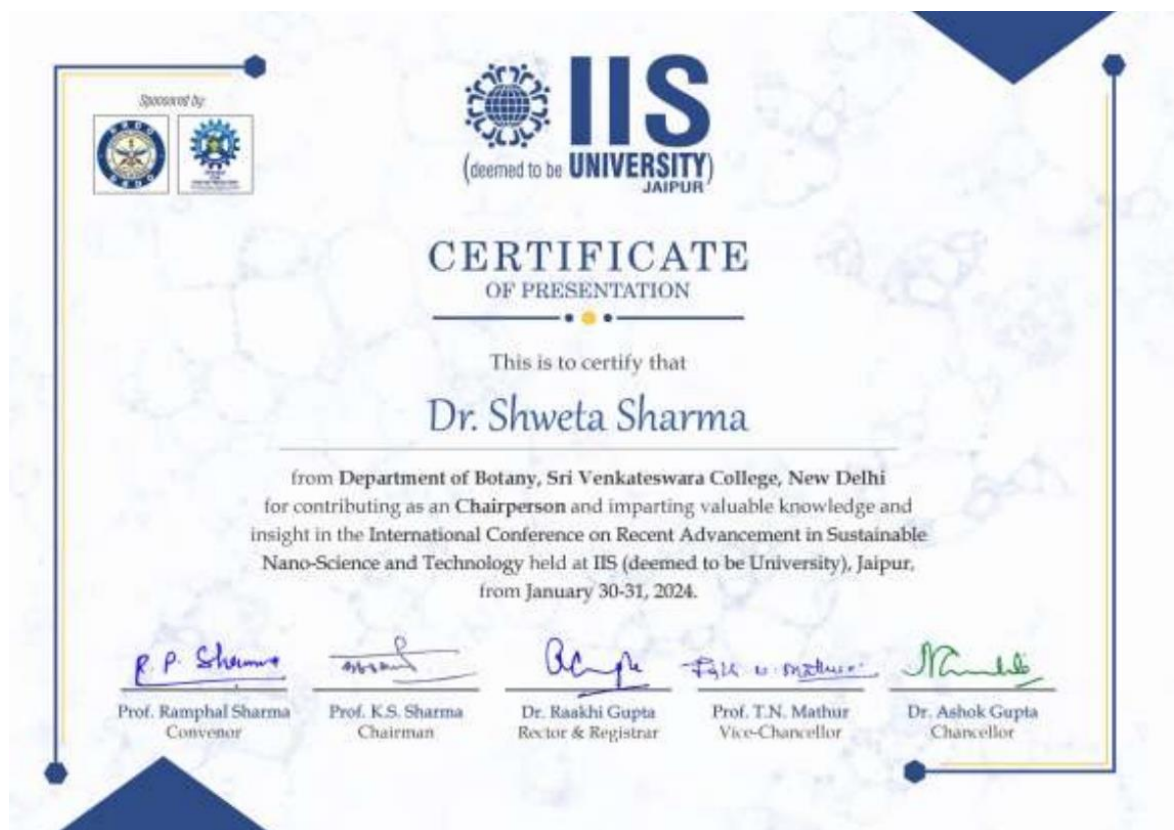 Sponsored by
DRDO
IIS
(deemed to be UNIVERSITY)
JAIPUR
CERTIFICATE
OF PRESENTATION
This is to certify that
Dr. Shweta Sharma
from Department of Botany, Sri Venkateswara College, New Delhi
for contributing as an Chairperson and imparting valuable knowledge and
insight in the International Conference on Recent Advancement in Sustainable
Nano-Science and Technology held at IIS (deemed to be University), Jaipur,
from January 30-31, 2024.
R. P. Sharma
Prof. Ramphal Sharma
Convenor
Prof. K.S. Sharma
Chairman
Dr. Raakhi Gupta
Rector & Registrar
Prof. T.N. Mathur
Vice-Chancellor
Dr. Ashok Gupta
Chancellor